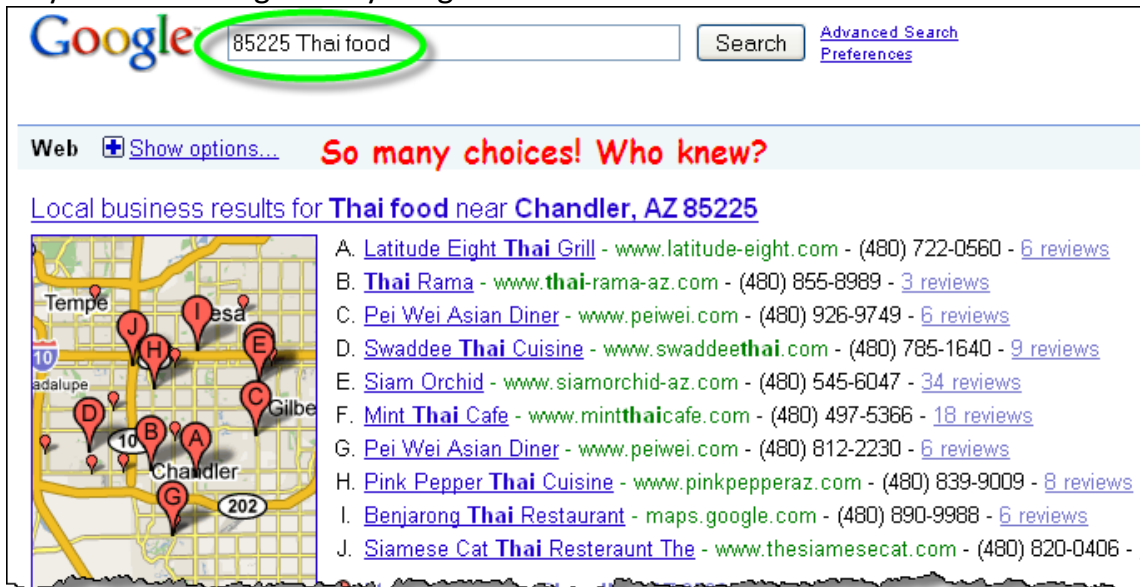 Google 85225 Thai food Search Advanced Search
Preferences
Web Show options... So many choices! Who knew?
Local business results for Thai food near Chandler, AZ 85225
A. Latitude Eight Thai Grill - www.latitude-eight.com - (480) 722-0560 - 6 reviews
B. Thai Rama - www.thai-rama-az.com - (480) 855-8989 - 3 reviews
C. Pei Wei Asian Diner - www.peiwei.com - (480) 926-9749 - 6 reviews
D. Swaddee Thai Cuisine - www.swaddeethai.com - (480) 785-1640 - 9 reviews
E. Siam Orchid - www.siamorchid-az.com - (480) 545-6047 - 34 reviews
F. Mint Thai Cafe - www.mintthaicafe.com - (480) 497-5366 - 18 reviews
G. Pei Wei Asian Diner - www.peiwei.com - (480) 812-2230 - 6 reviews
H. Pink Pepper Thai Cuisine - www.pinkpepperaz.com - (480) 839-9009 - 8 reviews
I. Benjarong Thai Restaurant - maps.google.com - (480) 890-9988 - 6 reviews
J. Siamese Cat Thai Resteraunt The - www.thesiamesecat.com - (480) 820-0406 -
Tempe
J I esa
H E
10
adalupe
C Gilbe
D 10 B A
Chandler
G 202